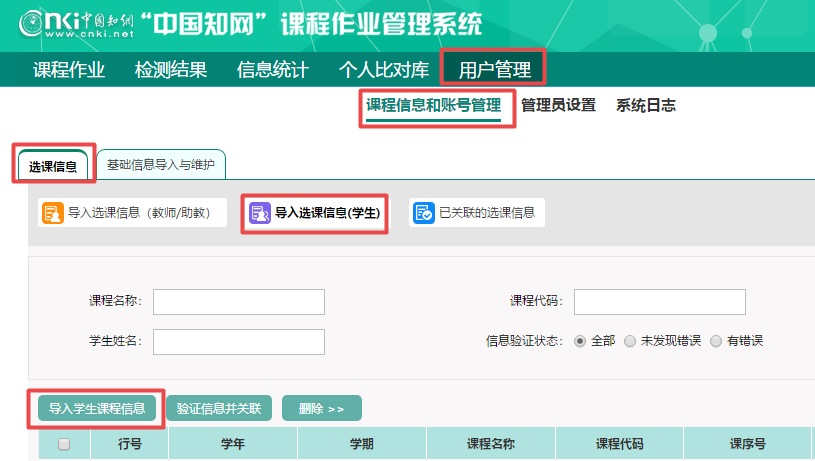 cnki中国知网 www.cnki.net "中国知网"课程作业管理系统
课程作业 检测结果 信息统计 个人比对库 用户管理
课程信息和账号管理 管理员设置 系统日志
选课信息 基础信息导入与维护
导入选课信息（教师/助教） 导入选课信息(学生) 已关联的选课信息
课程名称: 课程代码:
学生姓名: 信息验证状态: 全部 未发现错误 有错误
导入学生课程信息 验证信息并关联 删除 >>
行号 学年 学期 课程名称 课程代码 课序号